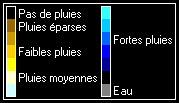 Pas de pluies
Pluies éparses
Faibles pluies
Pluies moyennes
Fortes pluies
Eau